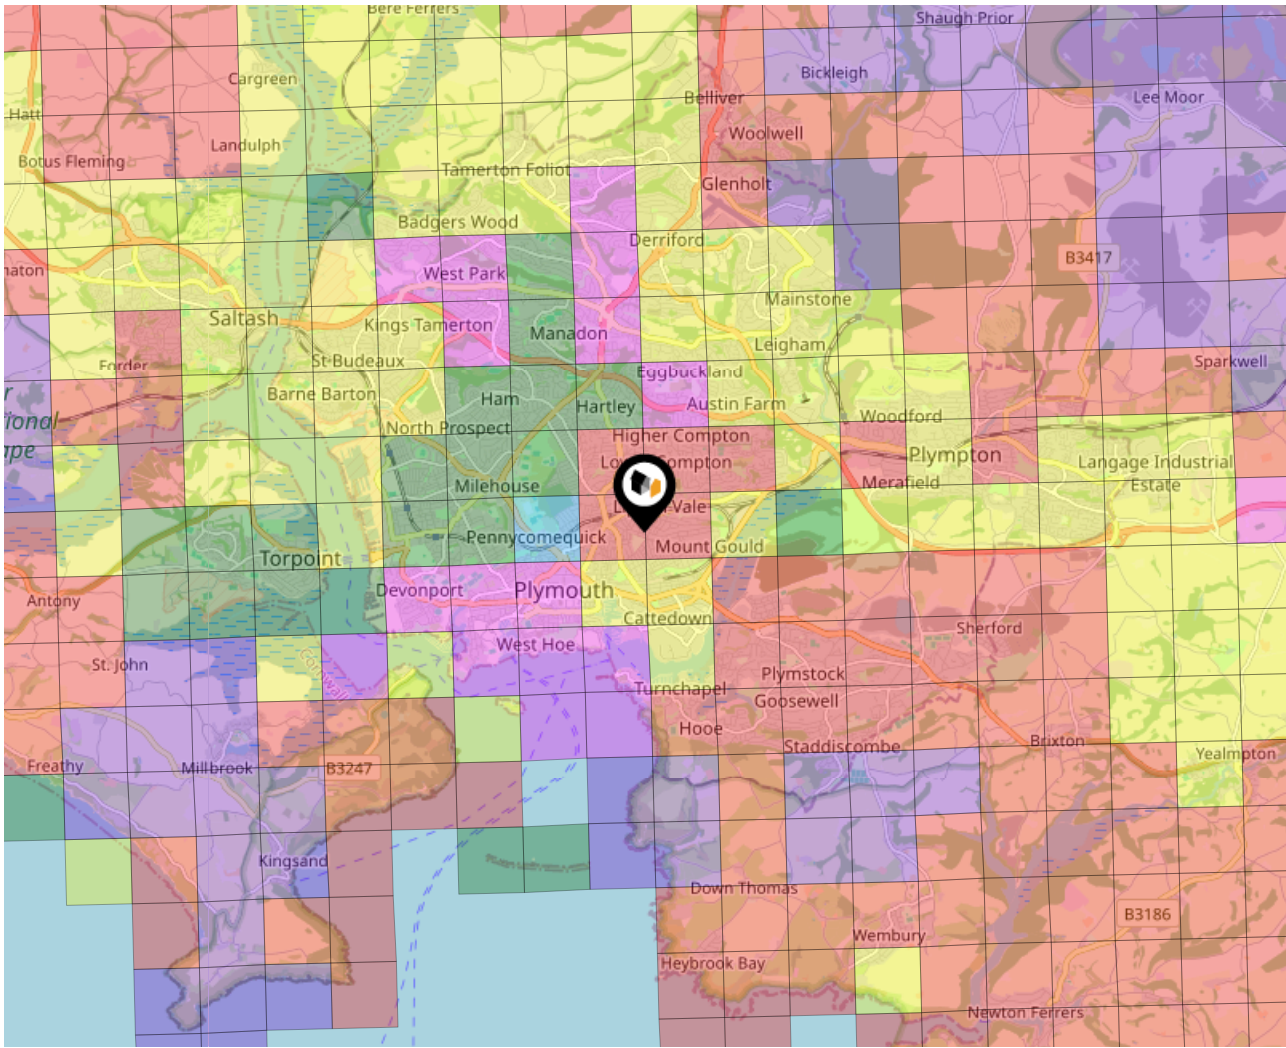 Bere Ferrers
Shaugh Prior
Cargreen
Bickleigh
Belliver
Lee Moor
Hatt
Woolwell
Landulph
Botus Fleming
Tamerton Foliot
Glenholt
Badgers Wood
Derriford
B3417
West Park
Mainstone
Saltash
Kings Tamerton
Manadon
Leigham
St Budeaux
Sparkwell
Forder
Eggbuckland
Barne Barton
Ham
Hartley
Austin Farm
Woodford
North Prospect
Higher Compton
Plympton
Langage Industrial
Estate
Milehouse
Merafield
Pennycomequick
Mount Gould
Torpoint
Devonport
Plymouth
Antony
Cattedown
Sherford
West Hoe
St. John
Cornwall
Plymstock
Turnchapel
Goosewell
Hooe
Staddiscombe
Brixton
Yealmpton
Freathy
Millbrook
B3247
Kingsand
Down Thomas
B3186
Wembury
Heybrook Bay
Newton Ferrers